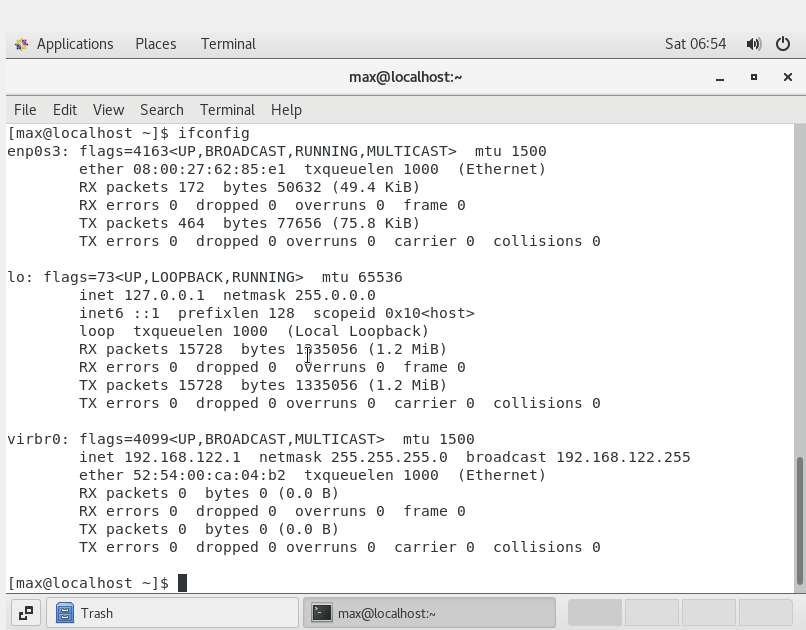 Applications Places Terminal Sat 06:54
max@localhost:~
File Edit View Search Terminal Help
[max@localhost ~]$ ifconfig
enp0s3: flags=4163<UP,BROADCAST,RUNNING,MULTICAST>  mtu 1500
        ether 08:00:27:62:85:e1  txqueuelen 1000  (Ethernet)
        RX packets 172  bytes 50632 (49.4 KiB)
        RX errors 0  dropped 0  overruns 0  frame 0
        TX packets 464  bytes 77656 (75.8 KiB)
        TX errors 0  dropped 0 overruns 0  carrier 0  collisions 0
lo: flags=73<UP,LOOPBACK,RUNNING>  mtu 65536
        inet 127.0.0.1  netmask 255.0.0.0
        inet6 ::1  prefixlen 128  scopeid 0x10<host>
        loop  txqueuelen 1000  (Local Loopback)
        RX packets 15728  bytes 1335056 (1.2 MiB)
        RX errors 0  dropped 0  overruns 0  frame 0
        TX packets 15728  bytes 1335056 (1.2 MiB)
        TX errors 0  dropped 0 overruns 0  carrier 0  collisions 0
virbr0: flags=4099<UP,BROADCAST,MULTICAST>  mtu 1500
        inet 192.168.122.1  netmask 255.255.255.0  broadcast 192.168.122.255
        ether 52:54:00:ca:04:b2  txqueuelen 1000  (Ethernet)
        RX packets 0  bytes 0 (0.0 B)
        RX errors 0  dropped 0  overruns 0  frame 0
        TX packets 0  bytes 0 (0.0 B)
        TX errors 0  dropped 0 overruns 0  carrier 0  collisions 0
[max@localhost ~]$
Trash max@localhost:~